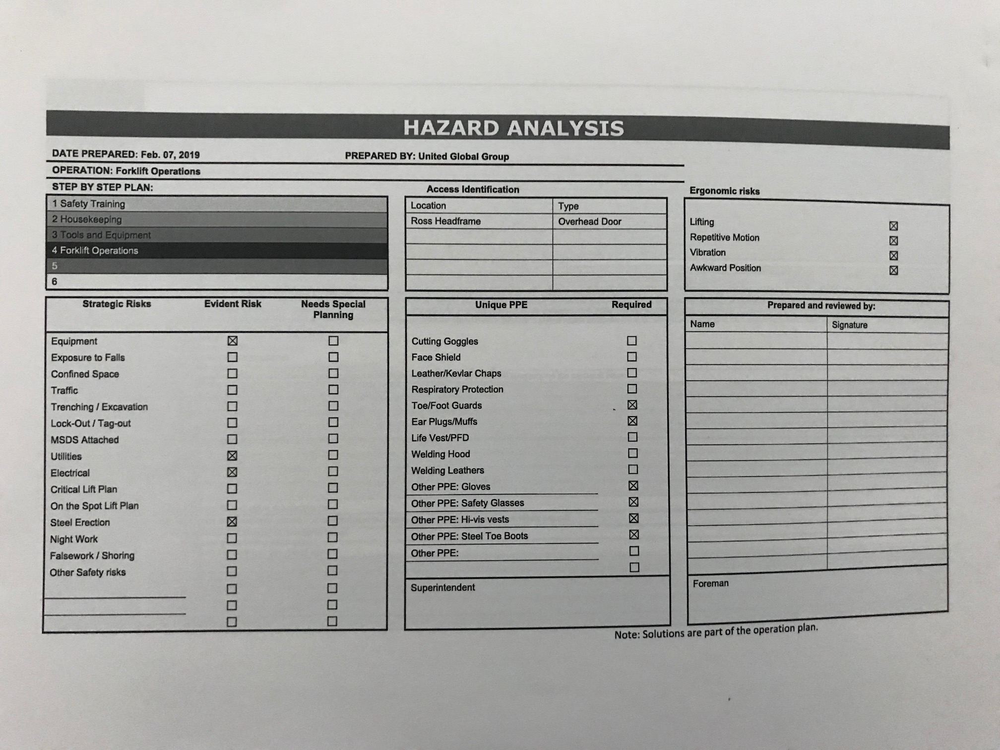 HAZARD ANALYSIS
DATE PREPARED: Feb. 07, 2019 PREPARED BY: United Global Group
OPERATION: Forklift Operations
STEP BY STEP PLAN:
1 Safety Training
2 Housekeeping
3 Tools and Equipment
4 Forklift Operations
5
6
Access Identification
Location Type
Ross Headframe Overhead Door
Ergonomic risks
Lifting ☒
Repetitive Motion ☒
Vibration ☒
Awkward Position ☒
Strategic Risks Evident Risk Needs Special
Planning
Equipment ☒ ☐
Exposure to Falls ☐ ☐
Confined Space ☐ ☐
Traffic ☐ ☐
Trenching / Excavation ☐ ☐
Lock-Out / Tag-out ☐ ☐
MSDS Attached ☐ ☐
Utilities ☒ ☐
Electrical ☒ ☐
Critical Lift Plan ☐ ☐
On the Spot Lift Plan ☐ ☐
Steel Erection ☒ ☐
Night Work ☐ ☐
Falsework / Shoring ☐ ☐
Other Safety risks ☐ ☐
☐ ☐
☐ ☐
☐ ☐
Unique PPE Required
Cutting Goggles ☐
Face Shield ☐
Leather/Kevlar Chaps ☐
Respiratory Protection ☐
Toe/Foot Guards ☒
Ear Plugs/Muffs ☒
Life Vest/PFD ☐
Welding Hood ☐
Welding Leathers ☐
Other PPE: Gloves ☒
Other PPE: Safety Glasses ☒
Other PPE: Hi-vis vests ☒
Other PPE: Steel Toe Boots ☒
Other PPE: ☐
☐
Superintendent
Prepared and reviewed by:
Name Signature
Foreman
Note: Solutions are part of the operation plan.